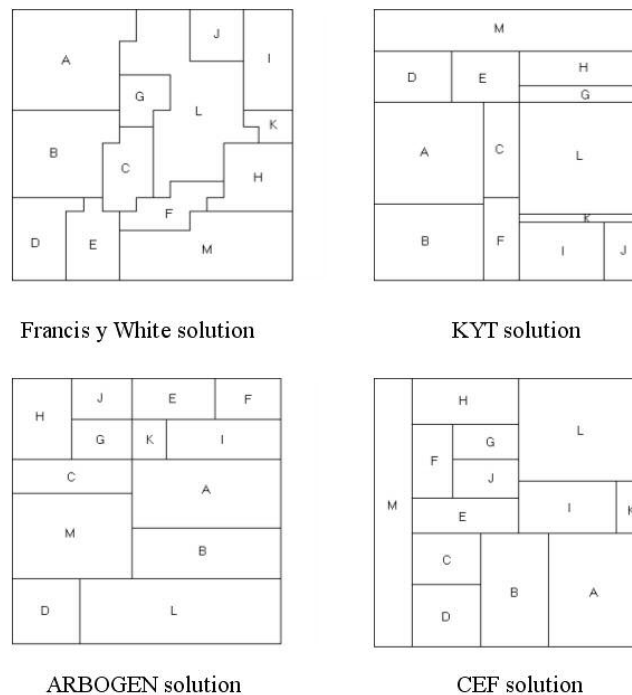 A
J
I
G
L
K
B
C
H
F
D
E
M
Francis y White solution
M
D
E
H
G
A
C
L
K
B
F
I
J
KYT solution
H
J
E
F
G
K
I
C
A
M
B
D
L
ARBOGEN solution
H
L
F
G
J
M
E
I
K
C
B
A
D
CEF solution